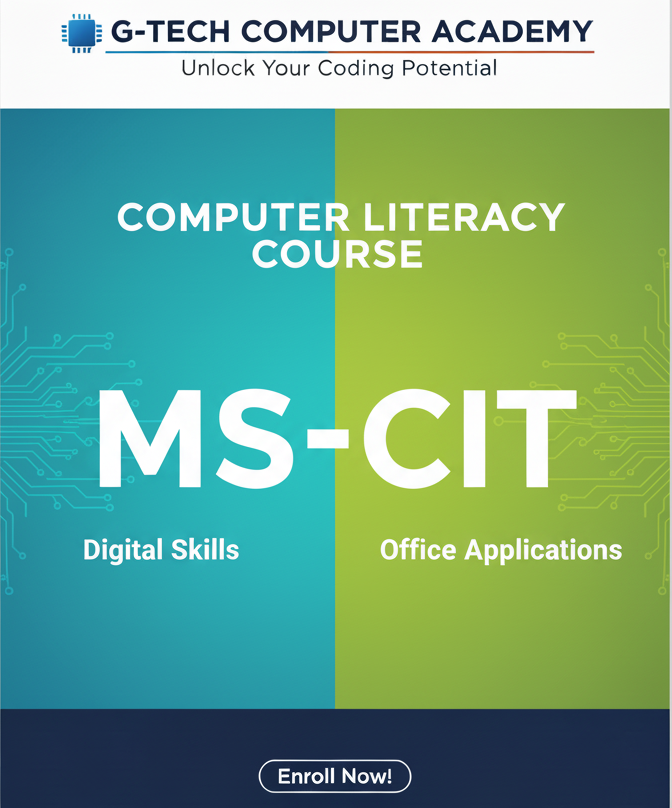 G-TECH COMPUTER ACADEMY
Unlock Your Coding Potential
COMPUTER LITERACY
COURSE
MS-CIT
Digital Skills
Office Applications
Enroll Now!